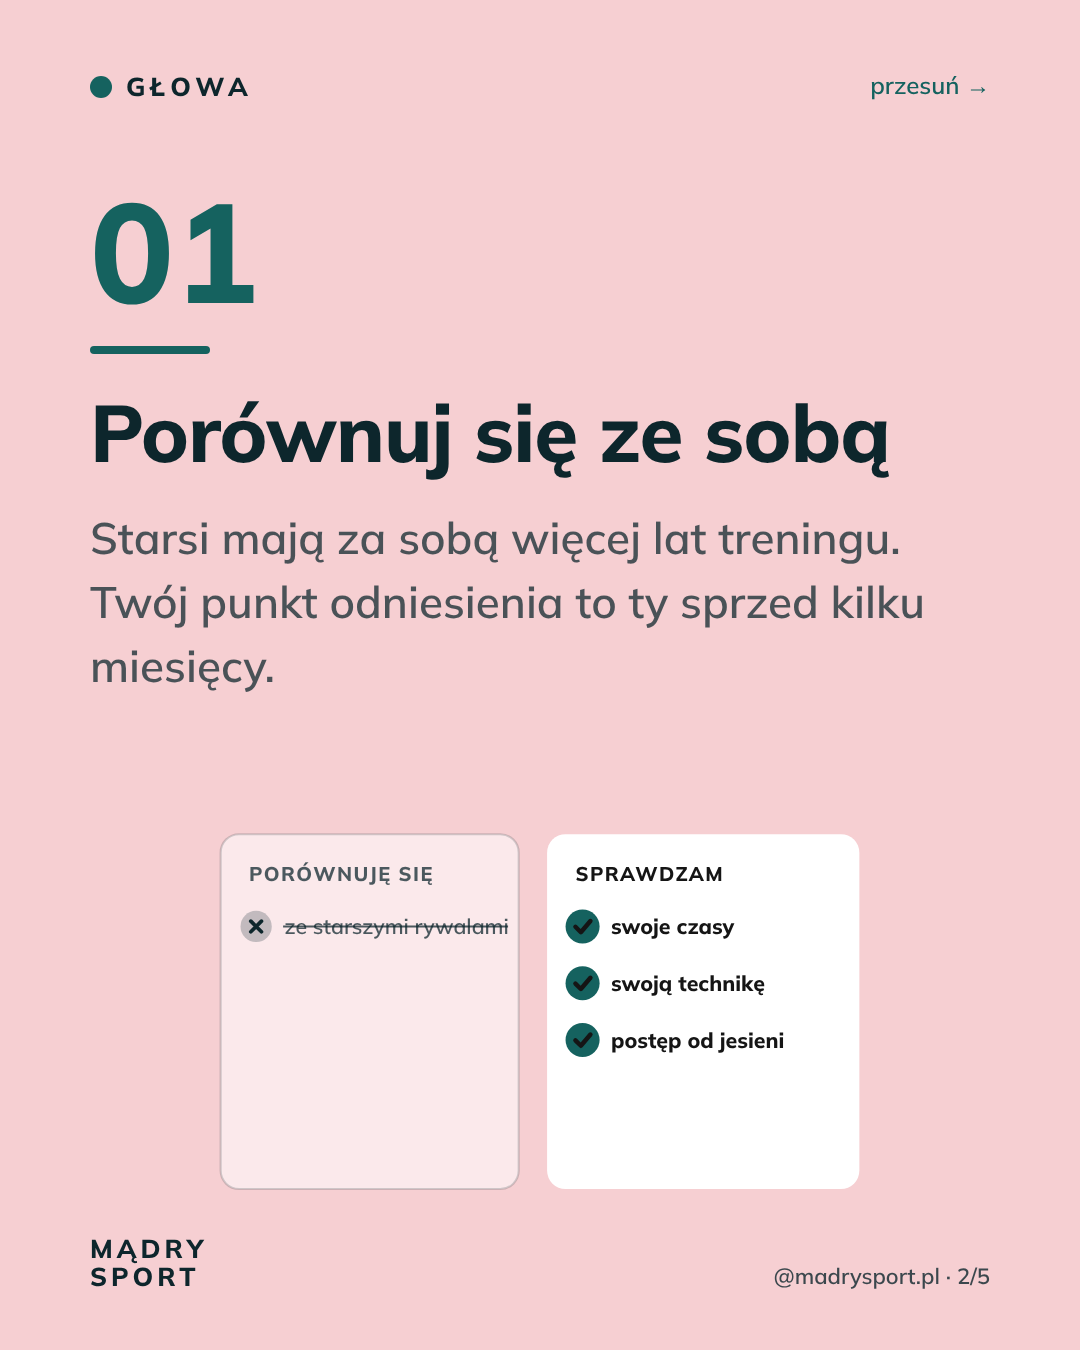 GŁOWA
przesuń →
01
Porównuj się ze sobą
Starsi mają za sobą więcej lat treningu.
Twój punkt odniesienia to ty sprzed kilku
miesięcy.
PORÓWNUJĘ SIĘ
ze starszymi rywalami
SPRAWDZAM
swoje czasy
swoją technikę
postęp od jesieni
MĄDRY
SPORT
@madrysport.pl · 2/5